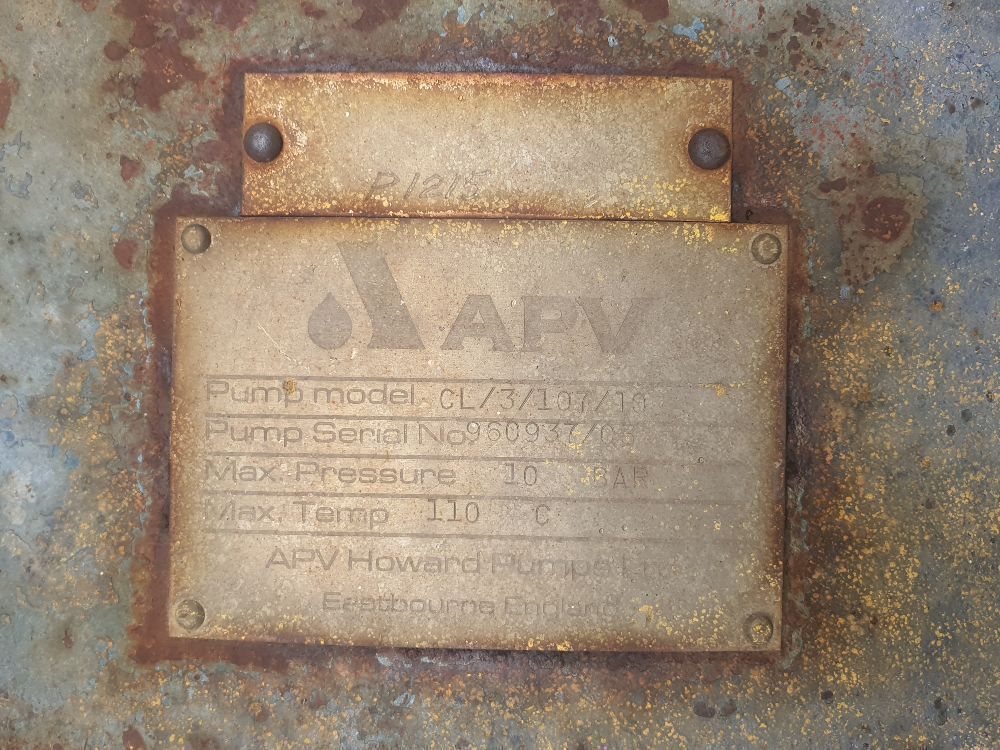 P1215
APV
Pump model. CL/3/107/10
Pump Serial No 960937/05
Max. Pressure 10 BAR
Max. Temp 110 C
APV Howard Pumps
Eastbourne England